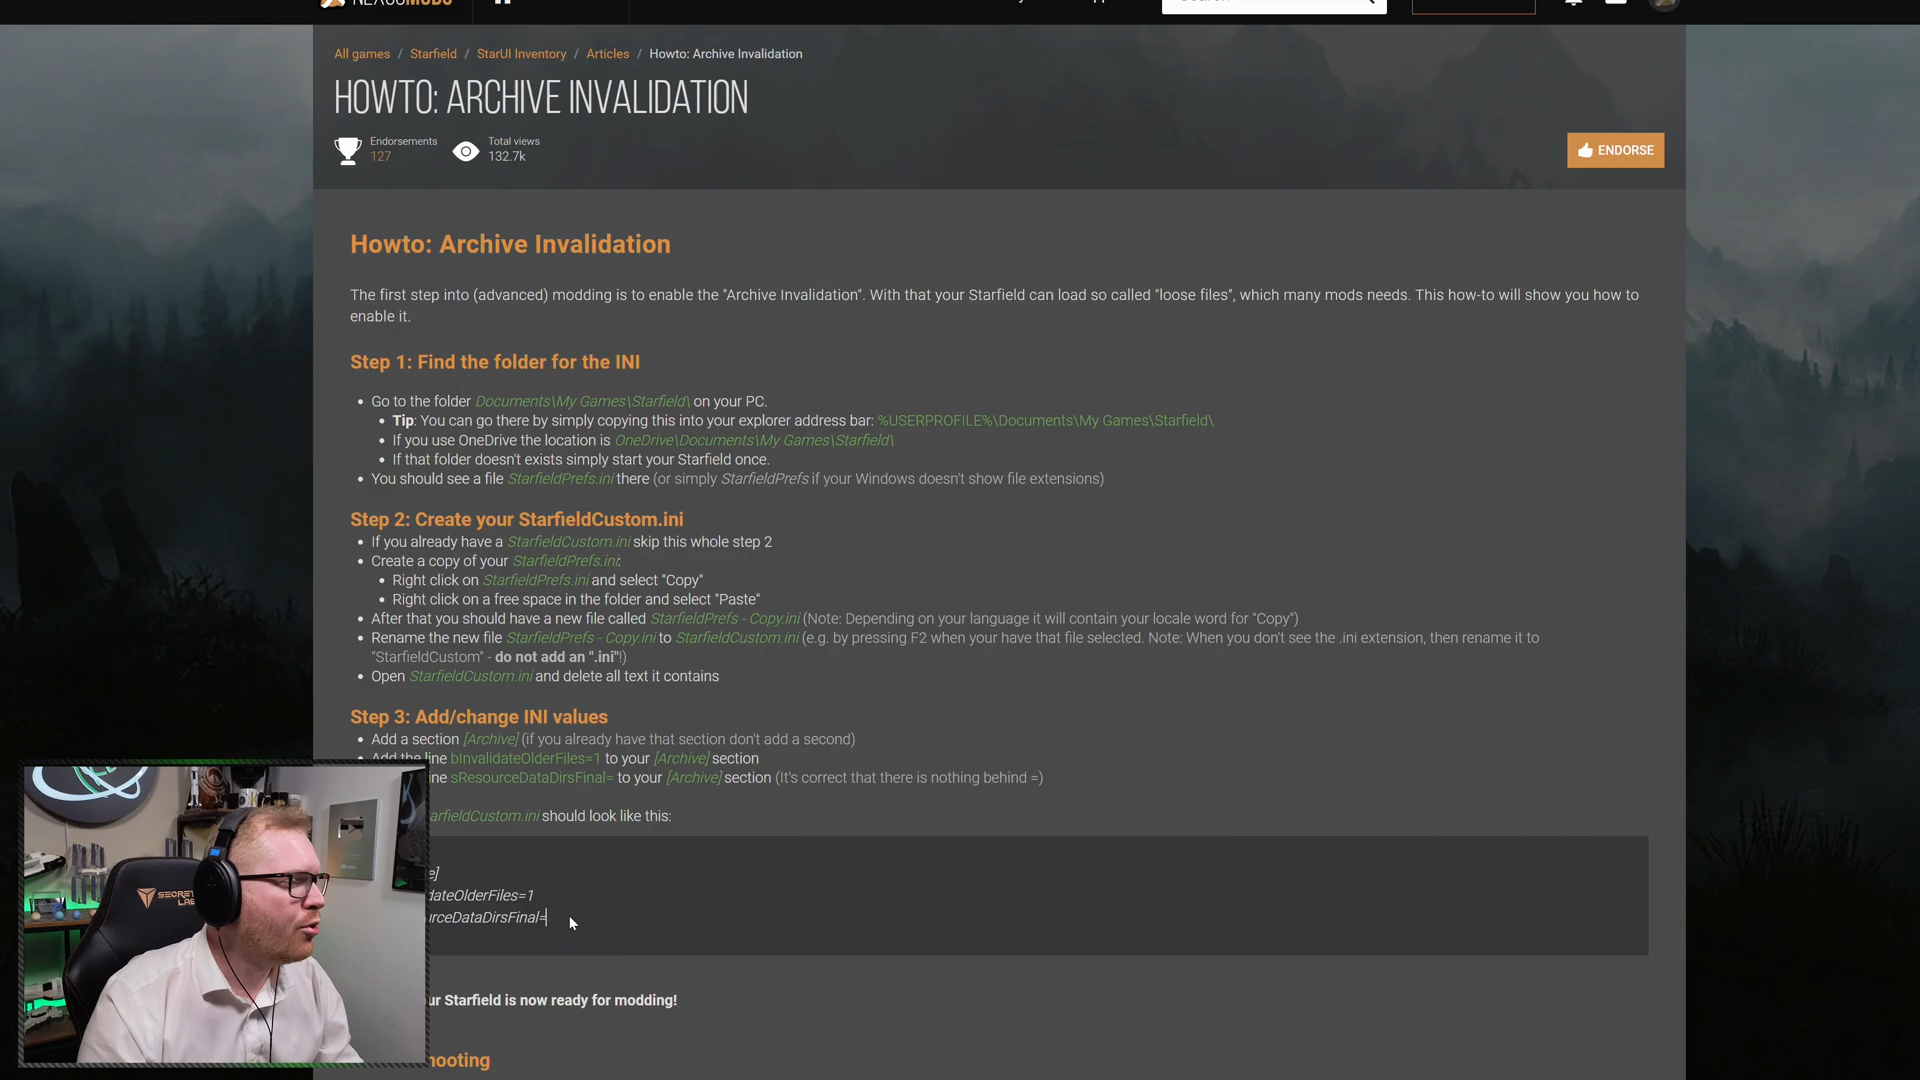 All games / Starfield / StarUI Inventory / Articles / Howto: Archive Invalidation
HOWTO: ARCHIVE INVALIDATION
Endorsements
127
Total views
132.7k
ENDORSE
Howto: Archive Invalidation
The first step into (advanced) modding is to enable the "Archive Invalidation". With that your Starfield can load so called "loose files", which many mods needs. This how-to will show you how to
enable it.
Step 1: Find the folder for the INI
Go to the folder Documents\My Games\Starfield\ on your PC.
Tip: You can go there by simply copying this into your explorer address bar: %USERPROFILE%\Documents\My Games\Starfield\
If you use OneDrive the location is OneDrive\Documents\My Games\Starfield\
If that folder doesn't exists simply start your Starfield once.
You should see a file StarfieldPrefs.ini there (or simply StarfieldPrefs if your Windows doesn't show file extensions)
Step 2: Create your StarfieldCustom.ini
If you already have a StarfieldCustom.ini skip this whole step 2
Create a copy of your StarfieldPrefs.ini:
Right click on StarfieldPrefs.ini and select "Copy"
Right click on a free space in the folder and select "Paste"
After that you should have a new file called StarfieldPrefs - Copy.ini (Note: Depending on your language it will contain your locale word for "Copy")
Rename the new file StarfieldPrefs - Copy.ini to StarfieldCustom.ini (e.g. by pressing F2 when your have that file selected. Note: When you don't see the .ini extension, then rename it to
"StarfieldCustom" - do not add an ".ini"!)
Open StarfieldCustom.ini and delete all text it contains
Step 3: Add/change INI values
Add a section [Archive] (if you already have that section don't add a second)
Add the line bInvalidateOlderFiles=1 to your [Archive] section
line sResourceDataDirsFinal= to your [Archive] section (It's correct that there is nothing behind =)
arfieldCustom.ini should look like this:
e]
dateOlderFiles=1
urceDataDirsFinal=
ur Starfield is now ready for modding!
hooting
SECRET
LAB